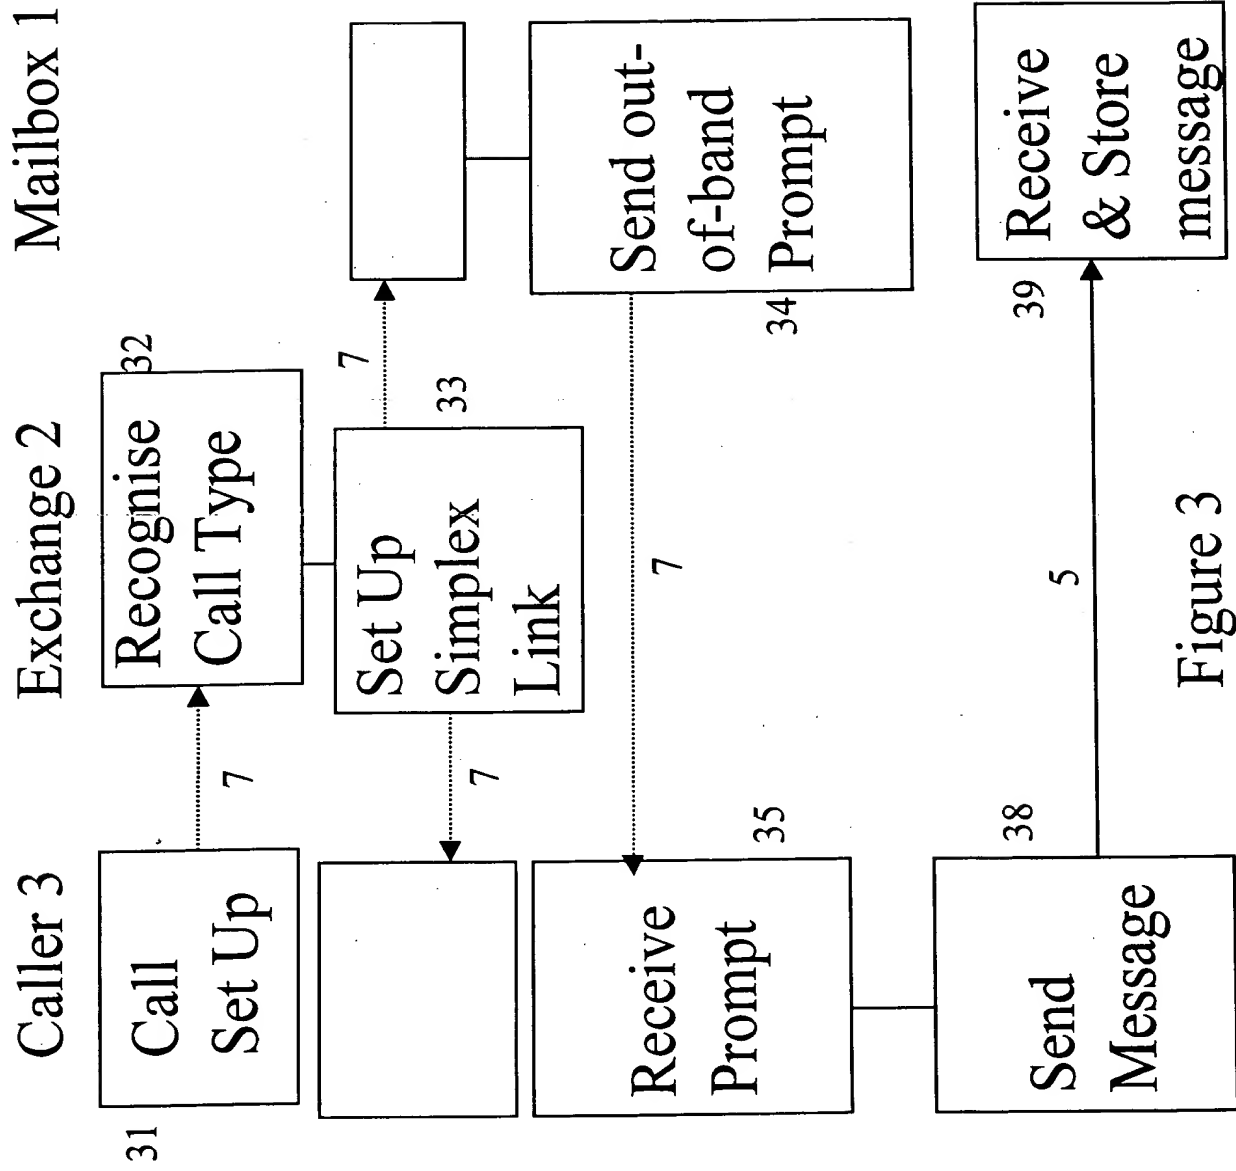 Caller 3
Exchange 2
Mailbox 1
31
Call
Set Up
7
Recognise
Call Type
32
Set Up
Simplex
Link
33
7
7
Send out-
of-band
Prompt
34
7
Receive
Prompt
35
Send
Message
38
5
Receive
& Store
message
39
Figure 3